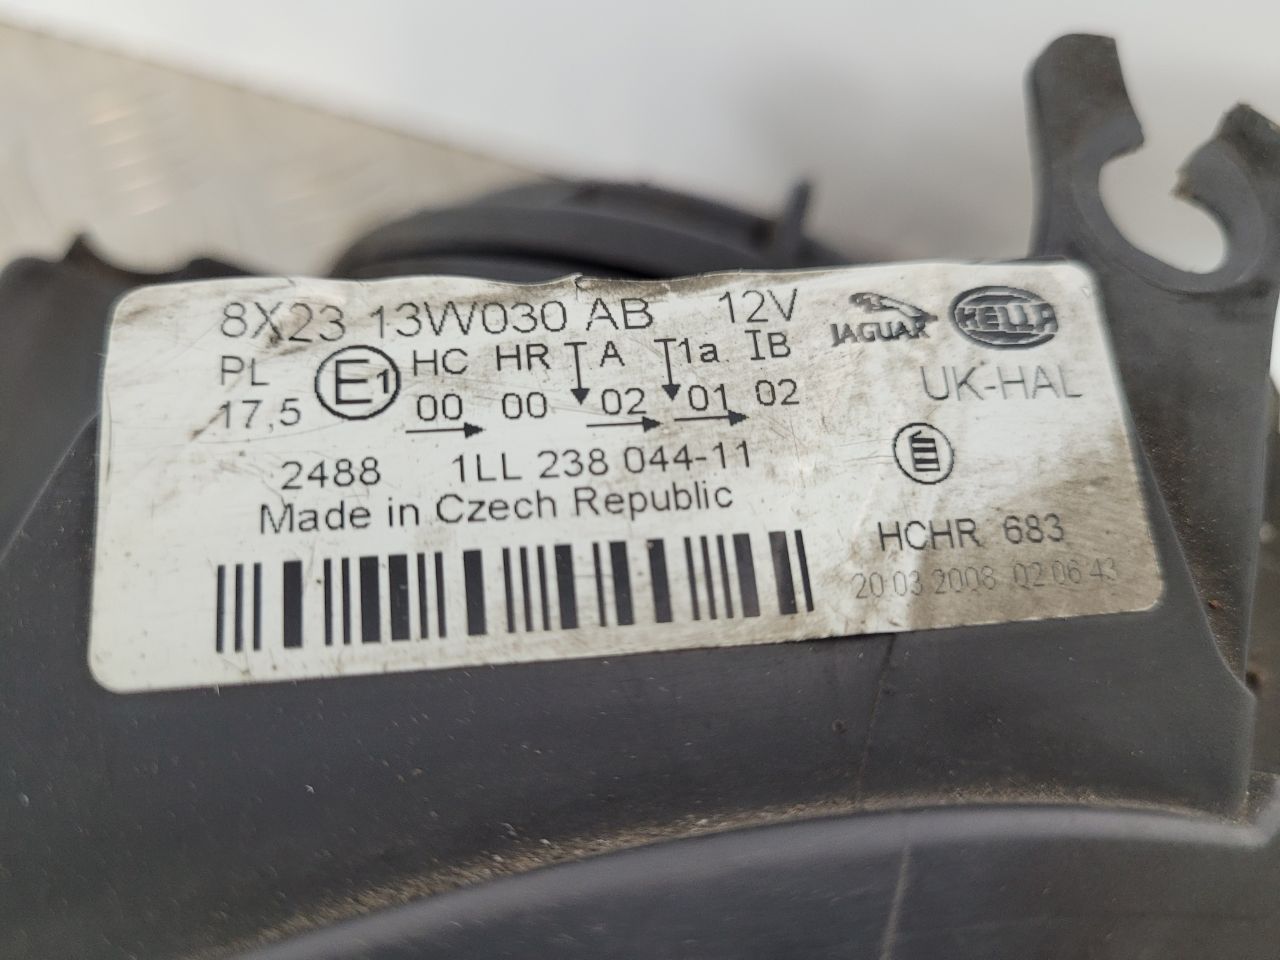 8X23 13W030 AB 12V JAGUAR HELLA
PL E1 HC HR A 1a IB UK-HAL
17,5 00 00 02 01 02
2488 1LL 238 044-11
Made in Czech Republic
HCHR 683
20 03 2008 02 06 43